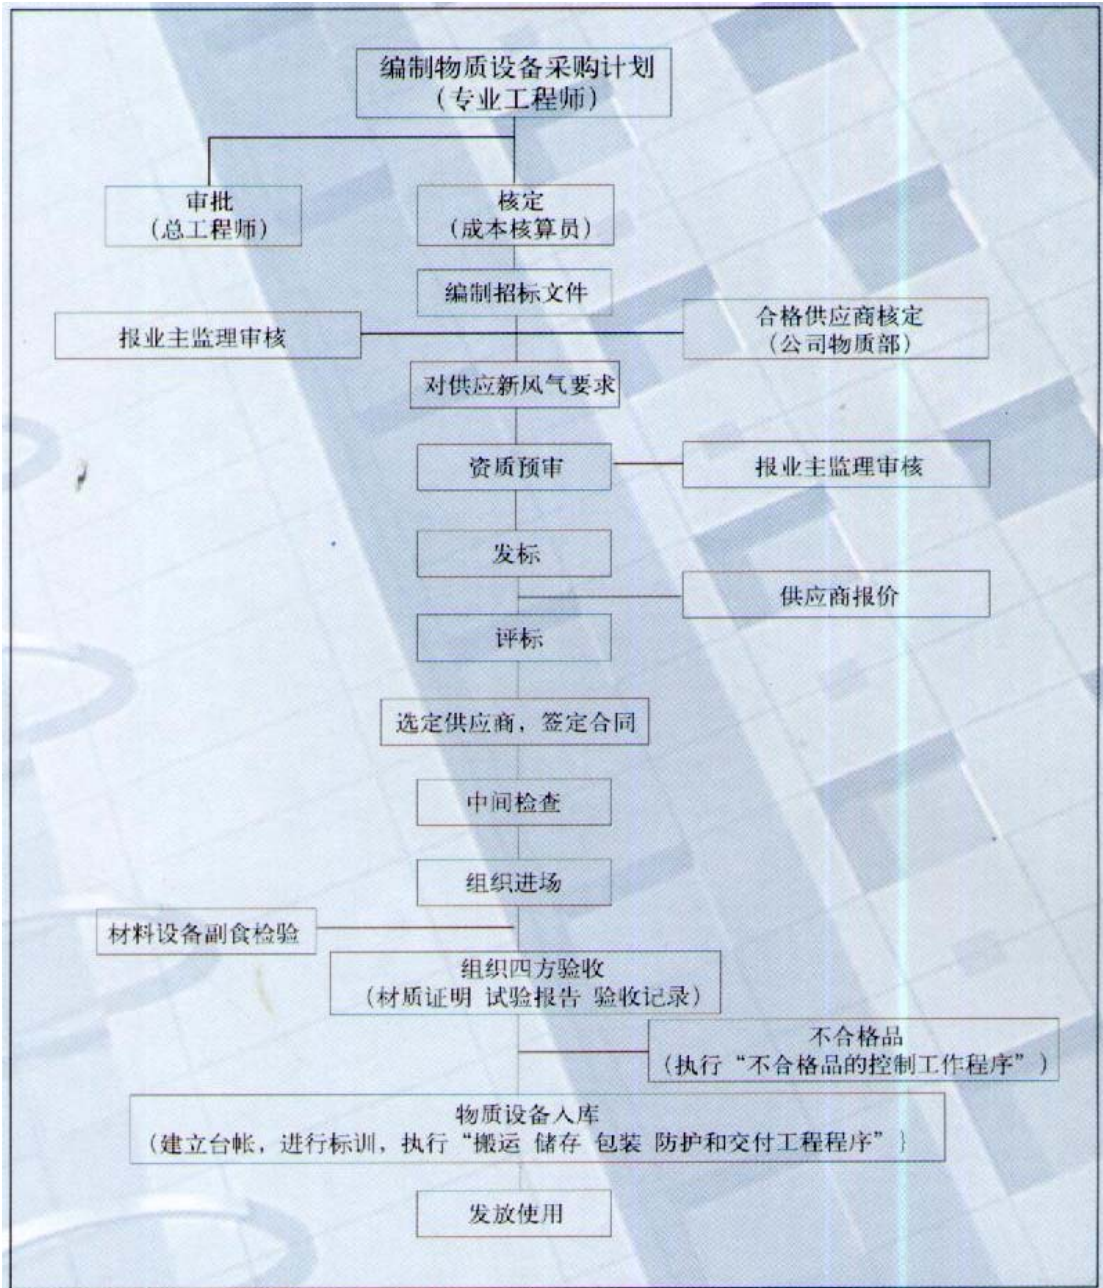 编制物质设备采购计划
（专业工程师）
审批
（总工程师）
核定
（成本核算员）
编制招标文件
报业主监理审核
合格供应商核定
（公司物质部）
对供应新风气要求
资质预审
报业主监理审核
发标
供应商报价
评标
选定供应商，签定合同
中间检查
组织进场
材料设备副食检验
组织四方验收
（材质证明 试验报告 验收记录）
不合格品
（执行“不合格品的控制工作程序”）
物质设备入库
（建立台帐，进行标训，执行“搬运 储存 包装 防护和交付工程程序”｝
发放使用